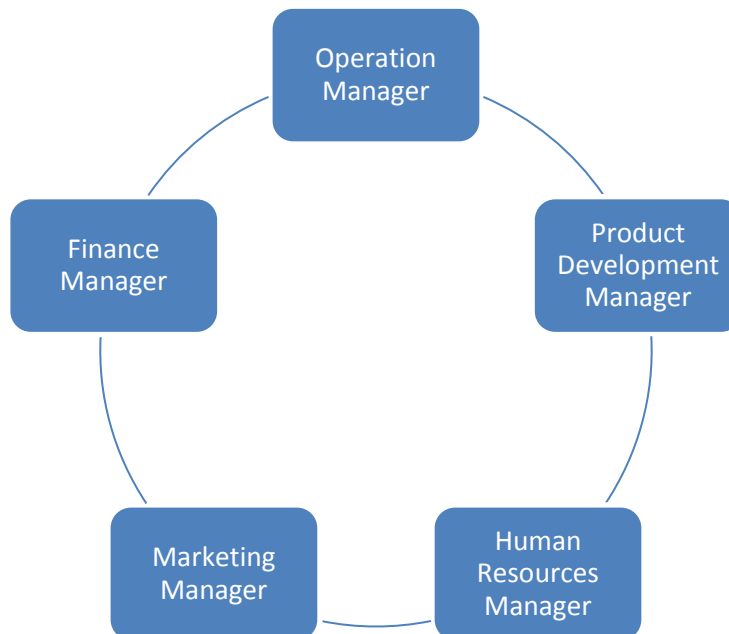 Operation
Manager
Product
Development
Manager
Human
Resources
Manager
Marketing
Manager
Finance
Manager